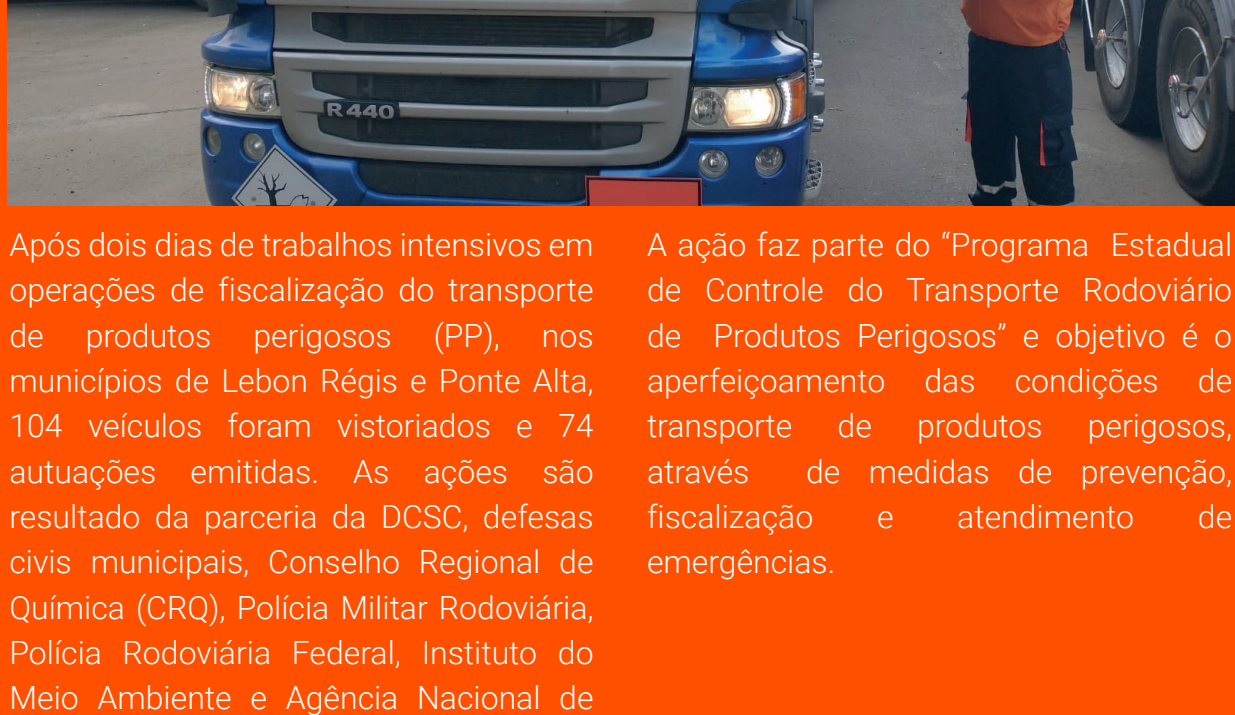 R440
Após dois dias de trabalhos intensivos em
operações de fiscalização do transporte
de produtos perigosos (PP), nos
municípios de Lebon Régis e Ponte Alta,
104 veículos foram vistoriados e 74
autuações emitidas. As ações são
resultado da parceria da DCSC, defesas
civis municipais, Conselho Regional de
Química (CRQ), Polícia Militar Rodoviária,
Polícia Rodoviária Federal, Instituto do
Meio Ambiente e Agência Nacional de
A ação faz parte do “Programa Estadual
de Controle do Transporte Rodoviário
de Produtos Perigosos” e objetivo é o
aperfeiçoamento das condições de
transporte de produtos perigosos,
através de medidas de prevenção,
fiscalização e atendimento de
emergências.